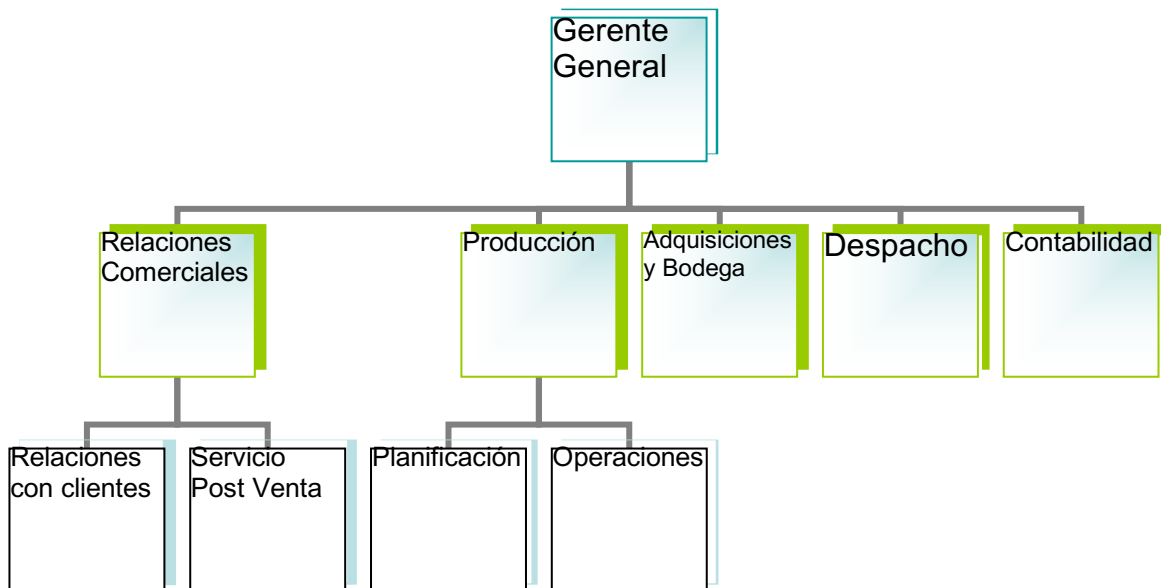 Gerente
General
Relaciones
Comerciales
Producción
Adquisiciones
y Bodega
Despacho
Contabilidad
Relaciones
con clientes
Servicio
Post Venta
Planificación
Operaciones